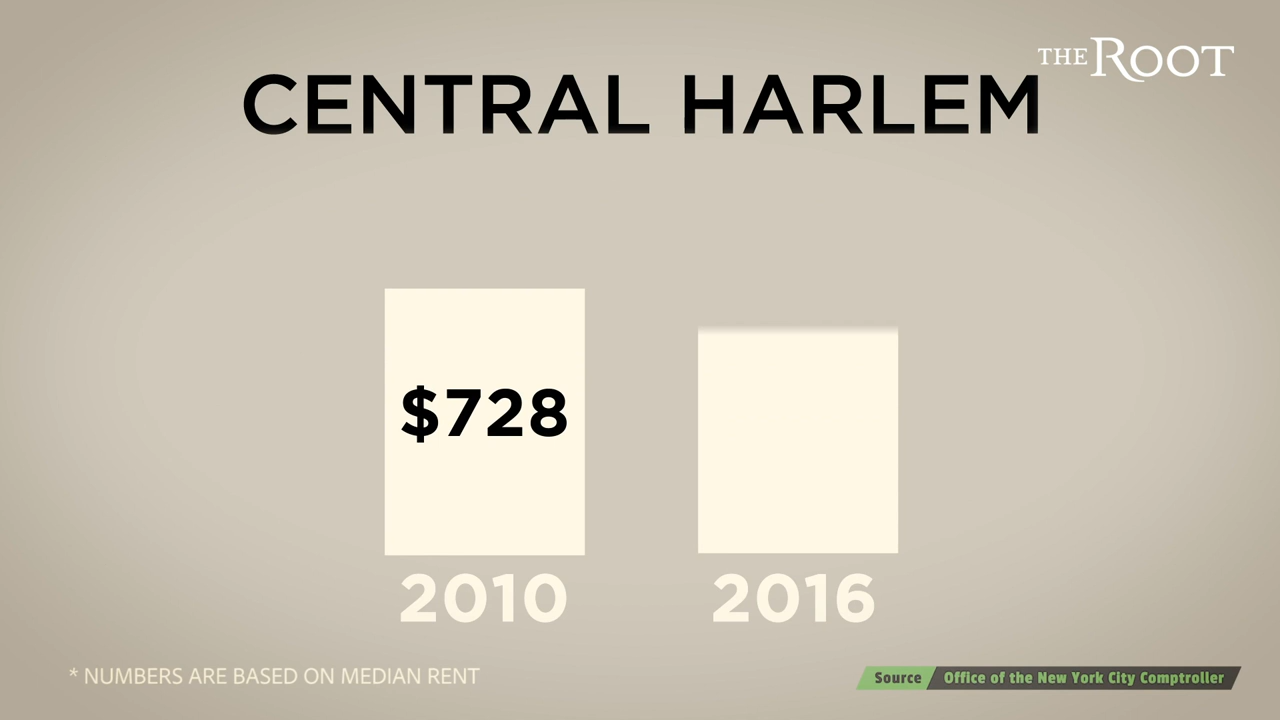 THE ROOT
CENTRAL HARLEM
$728
2010
2016
* NUMBERS ARE BASED ON MEDIAN RENT
Source Office of the New York City Comptroller